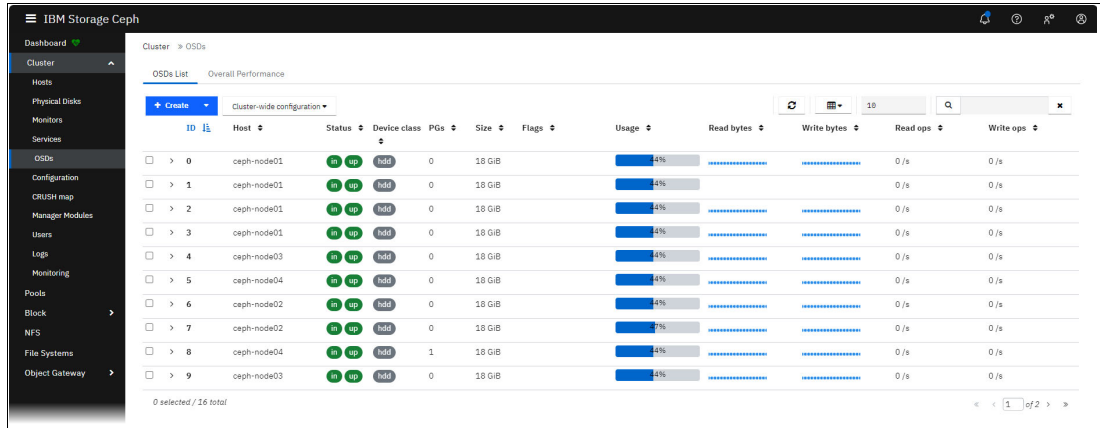 IBM Storage Ceph
Dashboard
Cluster
Hosts
Physical Disks
Monitors
Services
OSDs
Configuration
CRUSH map
Manager Modules
Users
Logs
Monitoring
Pools
Block
NFS
File Systems
Object Gateway
Cluster » OSDs
OSDs List Overall Performance
+ Create Cluster-wide configuration 10
ID Host Status Device class PGs Size Flags Usage Read bytes Write bytes Read ops Write ops
0 ceph-node01 in up hdd 0 18 GiB 44% 0 /s 0 /s
1 ceph-node01 in up hdd 0 18 GiB 44% 0 /s 0 /s
2 ceph-node01 in up hdd 0 18 GiB 44% 0 /s 0 /s
3 ceph-node01 in up hdd 0 18 GiB 44% 0 /s 0 /s
4 ceph-node03 in up hdd 0 18 GiB 44% 0 /s 0 /s
5 ceph-node04 in up hdd 0 18 GiB 44% 0 /s 0 /s
6 ceph-node02 in up hdd 0 18 GiB 44% 0 /s 0 /s
7 ceph-node02 in up hdd 0 18 GiB 47% 0 /s 0 /s
8 ceph-node04 in up hdd 1 18 GiB 44% 0 /s 0 /s
9 ceph-node03 in up hdd 0 18 GiB 44% 0 /s 0 /s
0 selected / 16 total « ‹ 1 of 2 › »